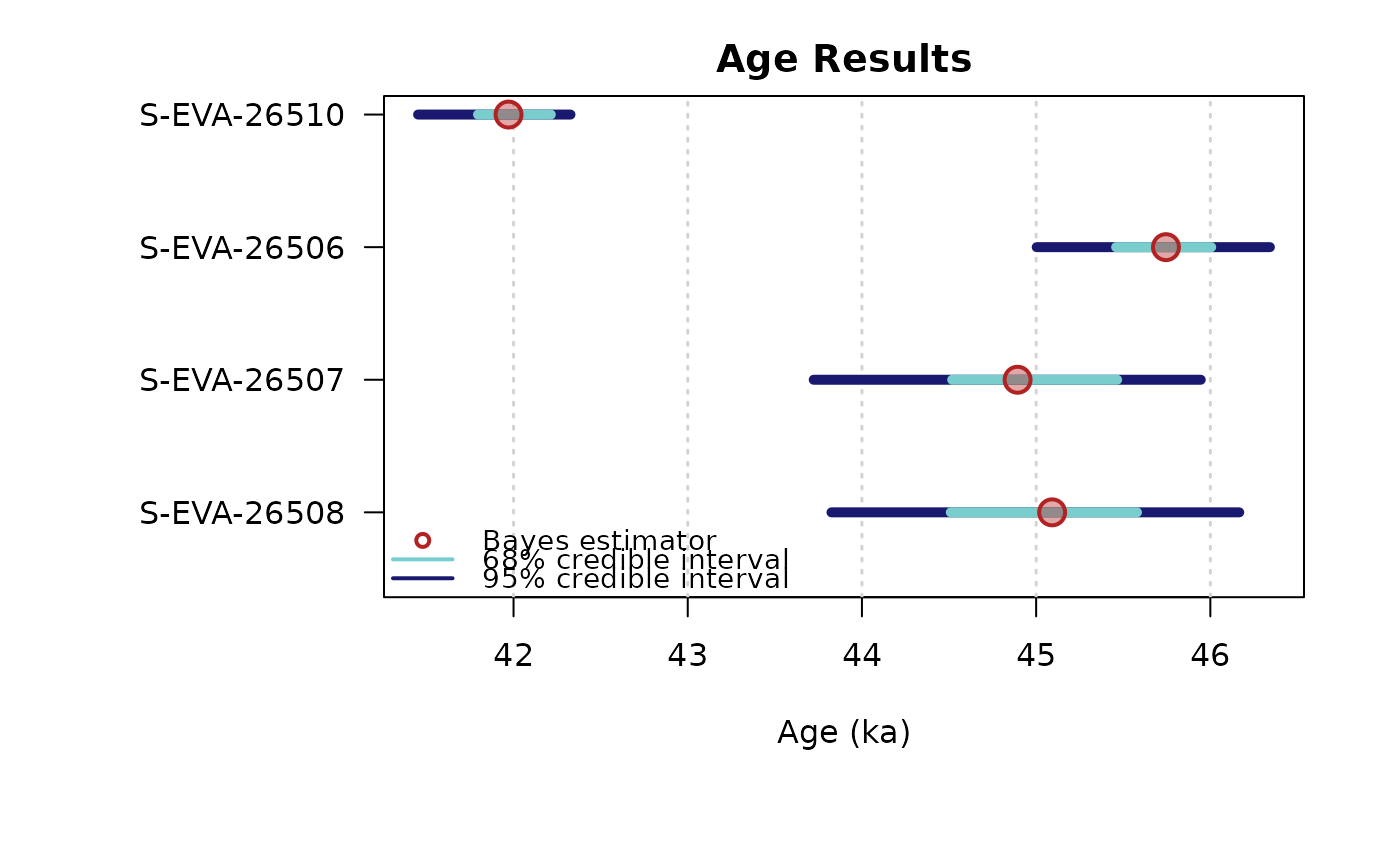 Age Results
S-EVA-26510
S-EVA-26506
S-EVA-26507
S-EVA-26508
Bayes estimator
68% credible interval
95% credible interval
42 43 44 45 46
Age (ka)